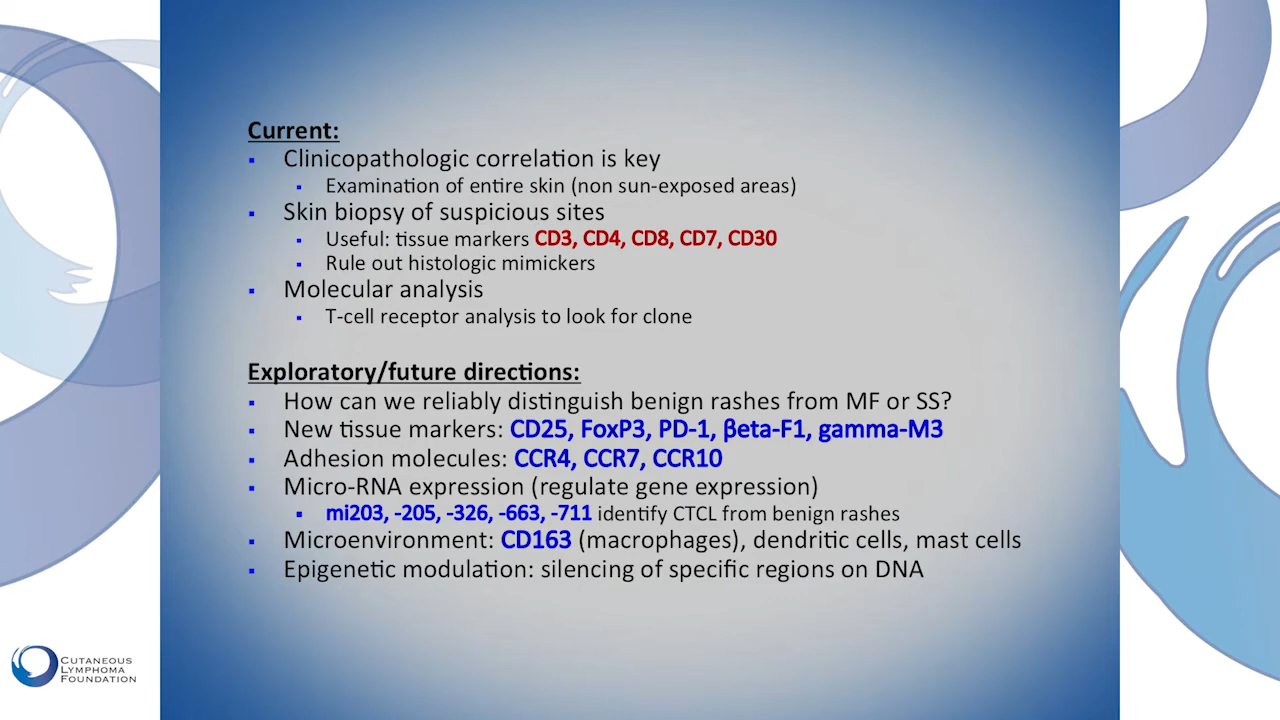 Current:
▪ Clinicopathologic correlation is key
▪ Examination of entire skin (non sun-exposed areas)
▪ Skin biopsy of suspicious sites
▪ Useful: tissue markers CD3, CD4, CD8, CD7, CD30
▪ Rule out histologic mimickers
▪ Molecular analysis
▪ T-cell receptor analysis to look for clone
Exploratory/future directions:
▪ How can we reliably distinguish benign rashes from MF or SS?
▪ New tissue markers: CD25, FoxP3, PD-1, βeta-F1, gamma-M3
▪ Adhesion molecules: CCR4, CCR7, CCR10
▪ Micro-RNA expression (regulate gene expression)
▪ mi203, -205, -326, -663, -711 identify CTCL from benign rashes
▪ Microenvironment: CD163 (macrophages), dendritic cells, mast cells
▪ Epigenetic modulation: silencing of specific regions on DNA
CUTANEOUS
LYMPHOMA
FOUNDATION